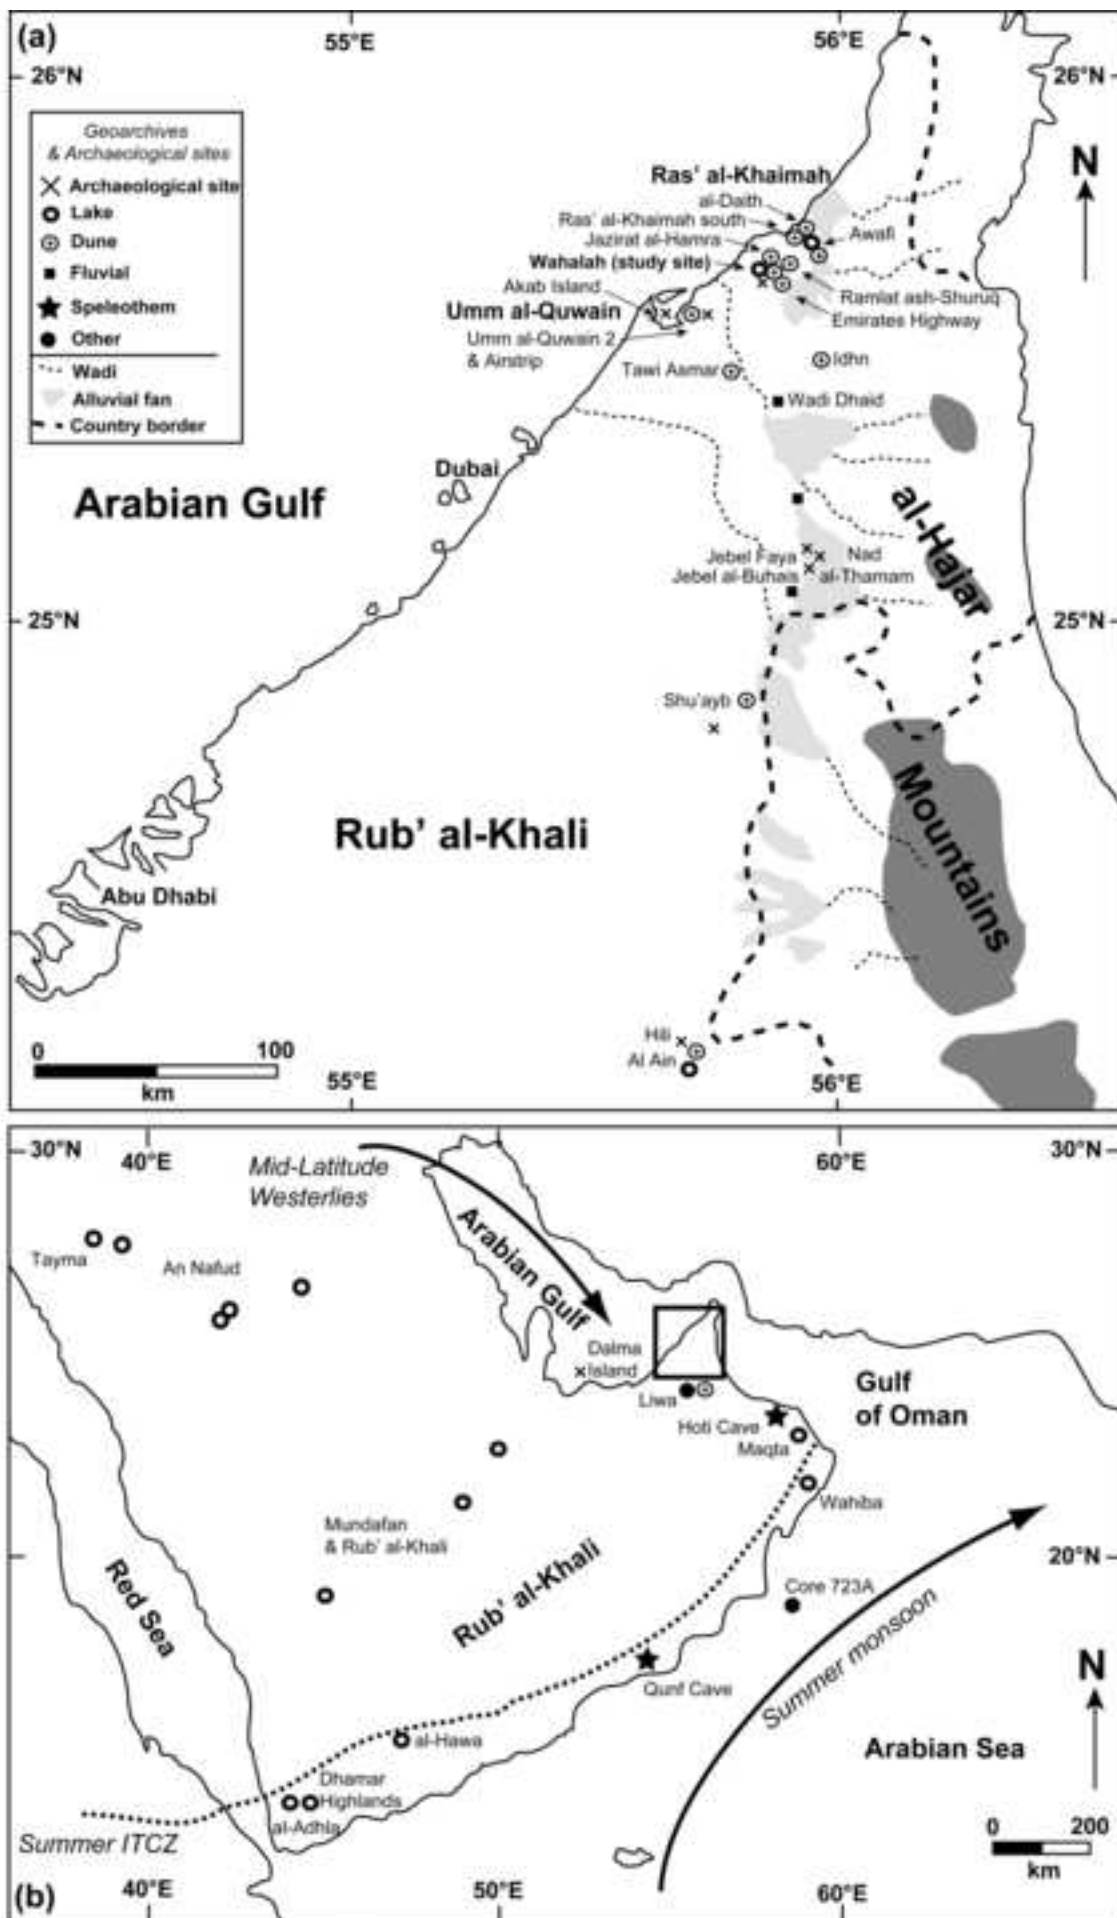 (a)
55°E
56°E
26°N
26°N
Geoarchives
& Archaeological sites
Archaeological site
Lake
Dune
Fluvial
Speleothem
Other
Wadi
Alluvial fan
Country border
N
Ras' al-Khaimah
al-Daith
Ras' al-Khaimah south
Awafi
Jazirat al-Hamra
Wahalah (study site)
Akab Island
Ramlat ash-Shuruq
Umm al-Quwain
Emirates Highway
Umm al-Quwain 2
& Airstrip
Idhn
Tawi Asmar
Wadi Dhaid
Dubai
Arabian Gulf
al-Hajar
Jebel Faya
Nad
Jebel al-Buhais
al-Thamam
25°N
25°N
Shu'ayb
Mountains
Rub' al-Khali
Abu Dhabi
Hili
Al Ain
0 100
km
55°E
56°E
30°N
40°E
60°E
30°N
Mid-Latitude
Westerlies
Arabian Gulf
Tayma
An Nafud
Dalma
Island
Liwa
Gulf
of Oman
Hoti Cave
Maqta
Wahiba
Mundafan
& Rub' al-Khali
Rub' al-Khali
Red Sea
20°N
Core 723A
Summer monsoon
N
Qunf Cave
al-Hawa
Arabian Sea
Dhamar
Highlands
al-Adhla
Summer ITCZ
0 200
km
(b)
40°E
50°E
60°E